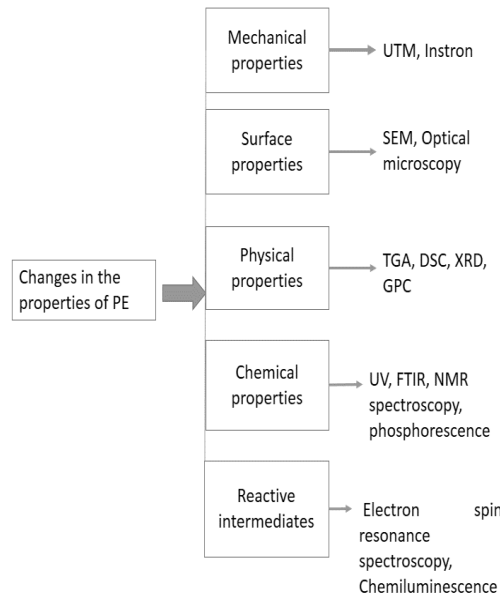 Mechanical
properties
UTM, Instron
Surface
properties
SEM, Optical
microscopy
Changes in the
properties of PE
Physical
properties
TGA, DSC, XRD,
GPC
Chemical
properties
UV, FTIR, NMR
spectroscopy,
phosphorescence
Reactive
intermediates
Electron spin
resonance
spectroscopy,
Chemiluminescence